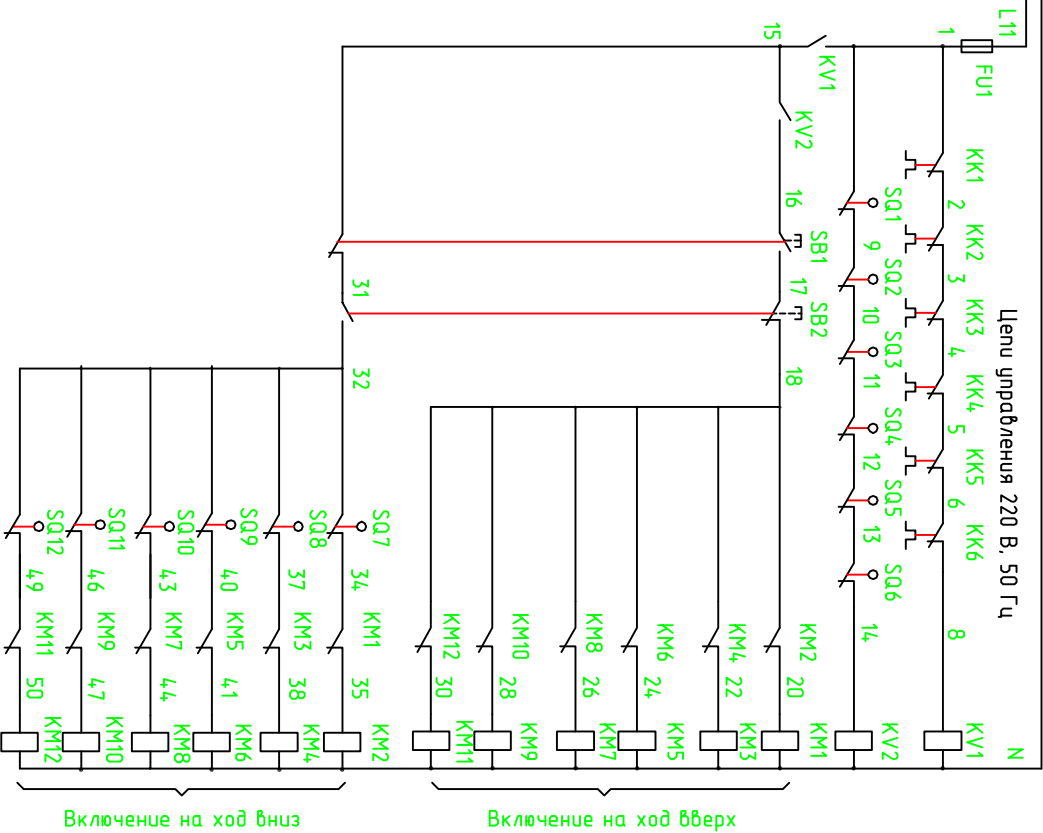 L11
FU1
1
KK1
2
KK2
3
KK3
4
KK4
5
KK5
6
KK6
8
KV1
N
Цепи управления 220 В, 50 Гц
SQ1
9
SQ2
10
SQ3
11
SQ4
12
SQ5
13
SQ6
14
KV2
KV1
15
KV2
16
SB1
17
SB2
18
KM2
20
KM1
KM4
22
KM3
KM6
24
KM5
KM8
26
KM7
KM10
28
KM9
KM12
30
KM11
31
32
SQ7
34
KM1
35
KM2
SQ8
37
KM3
38
KM4
SQ9
40
KM5
41
KM6
SQ10
43
KM7
44
KM8
SQ11
46
KM9
47
KM10
SQ12
49
KM11
50
KM12
Включение на ход вниз
Включение на ход вверх